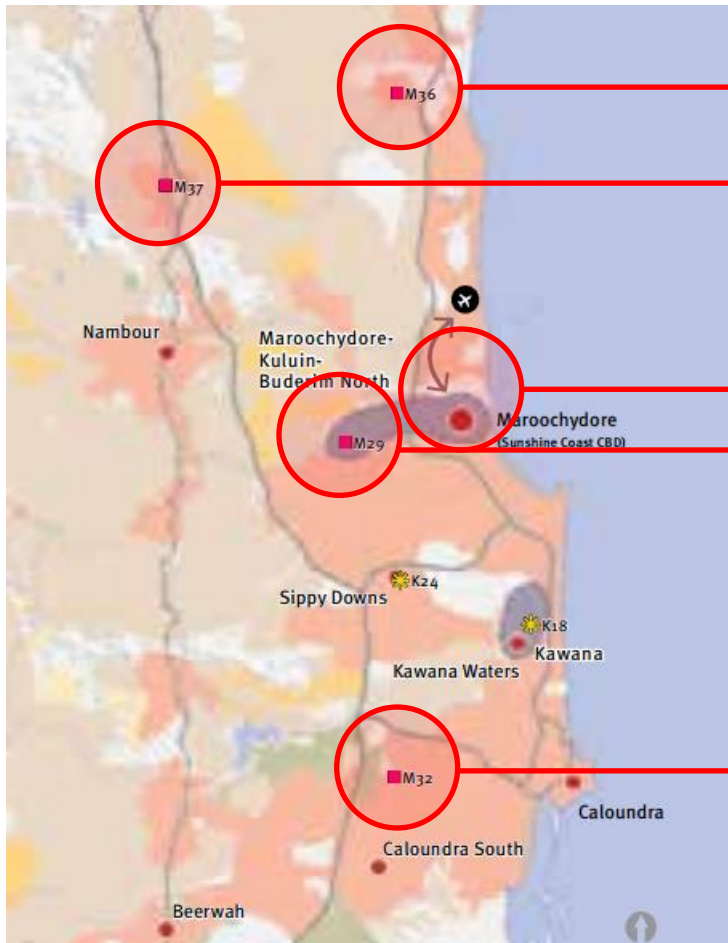 M36
M37
Nambour
Maroochydore-
Kuluin-
Buderim North
Maroochydore
(Sunshine Coast CBD)
M29
K24
Sippy Downs
K18
Kawana
Kawana Waters
M32
Caloundra
Caloundra South
Beerwah